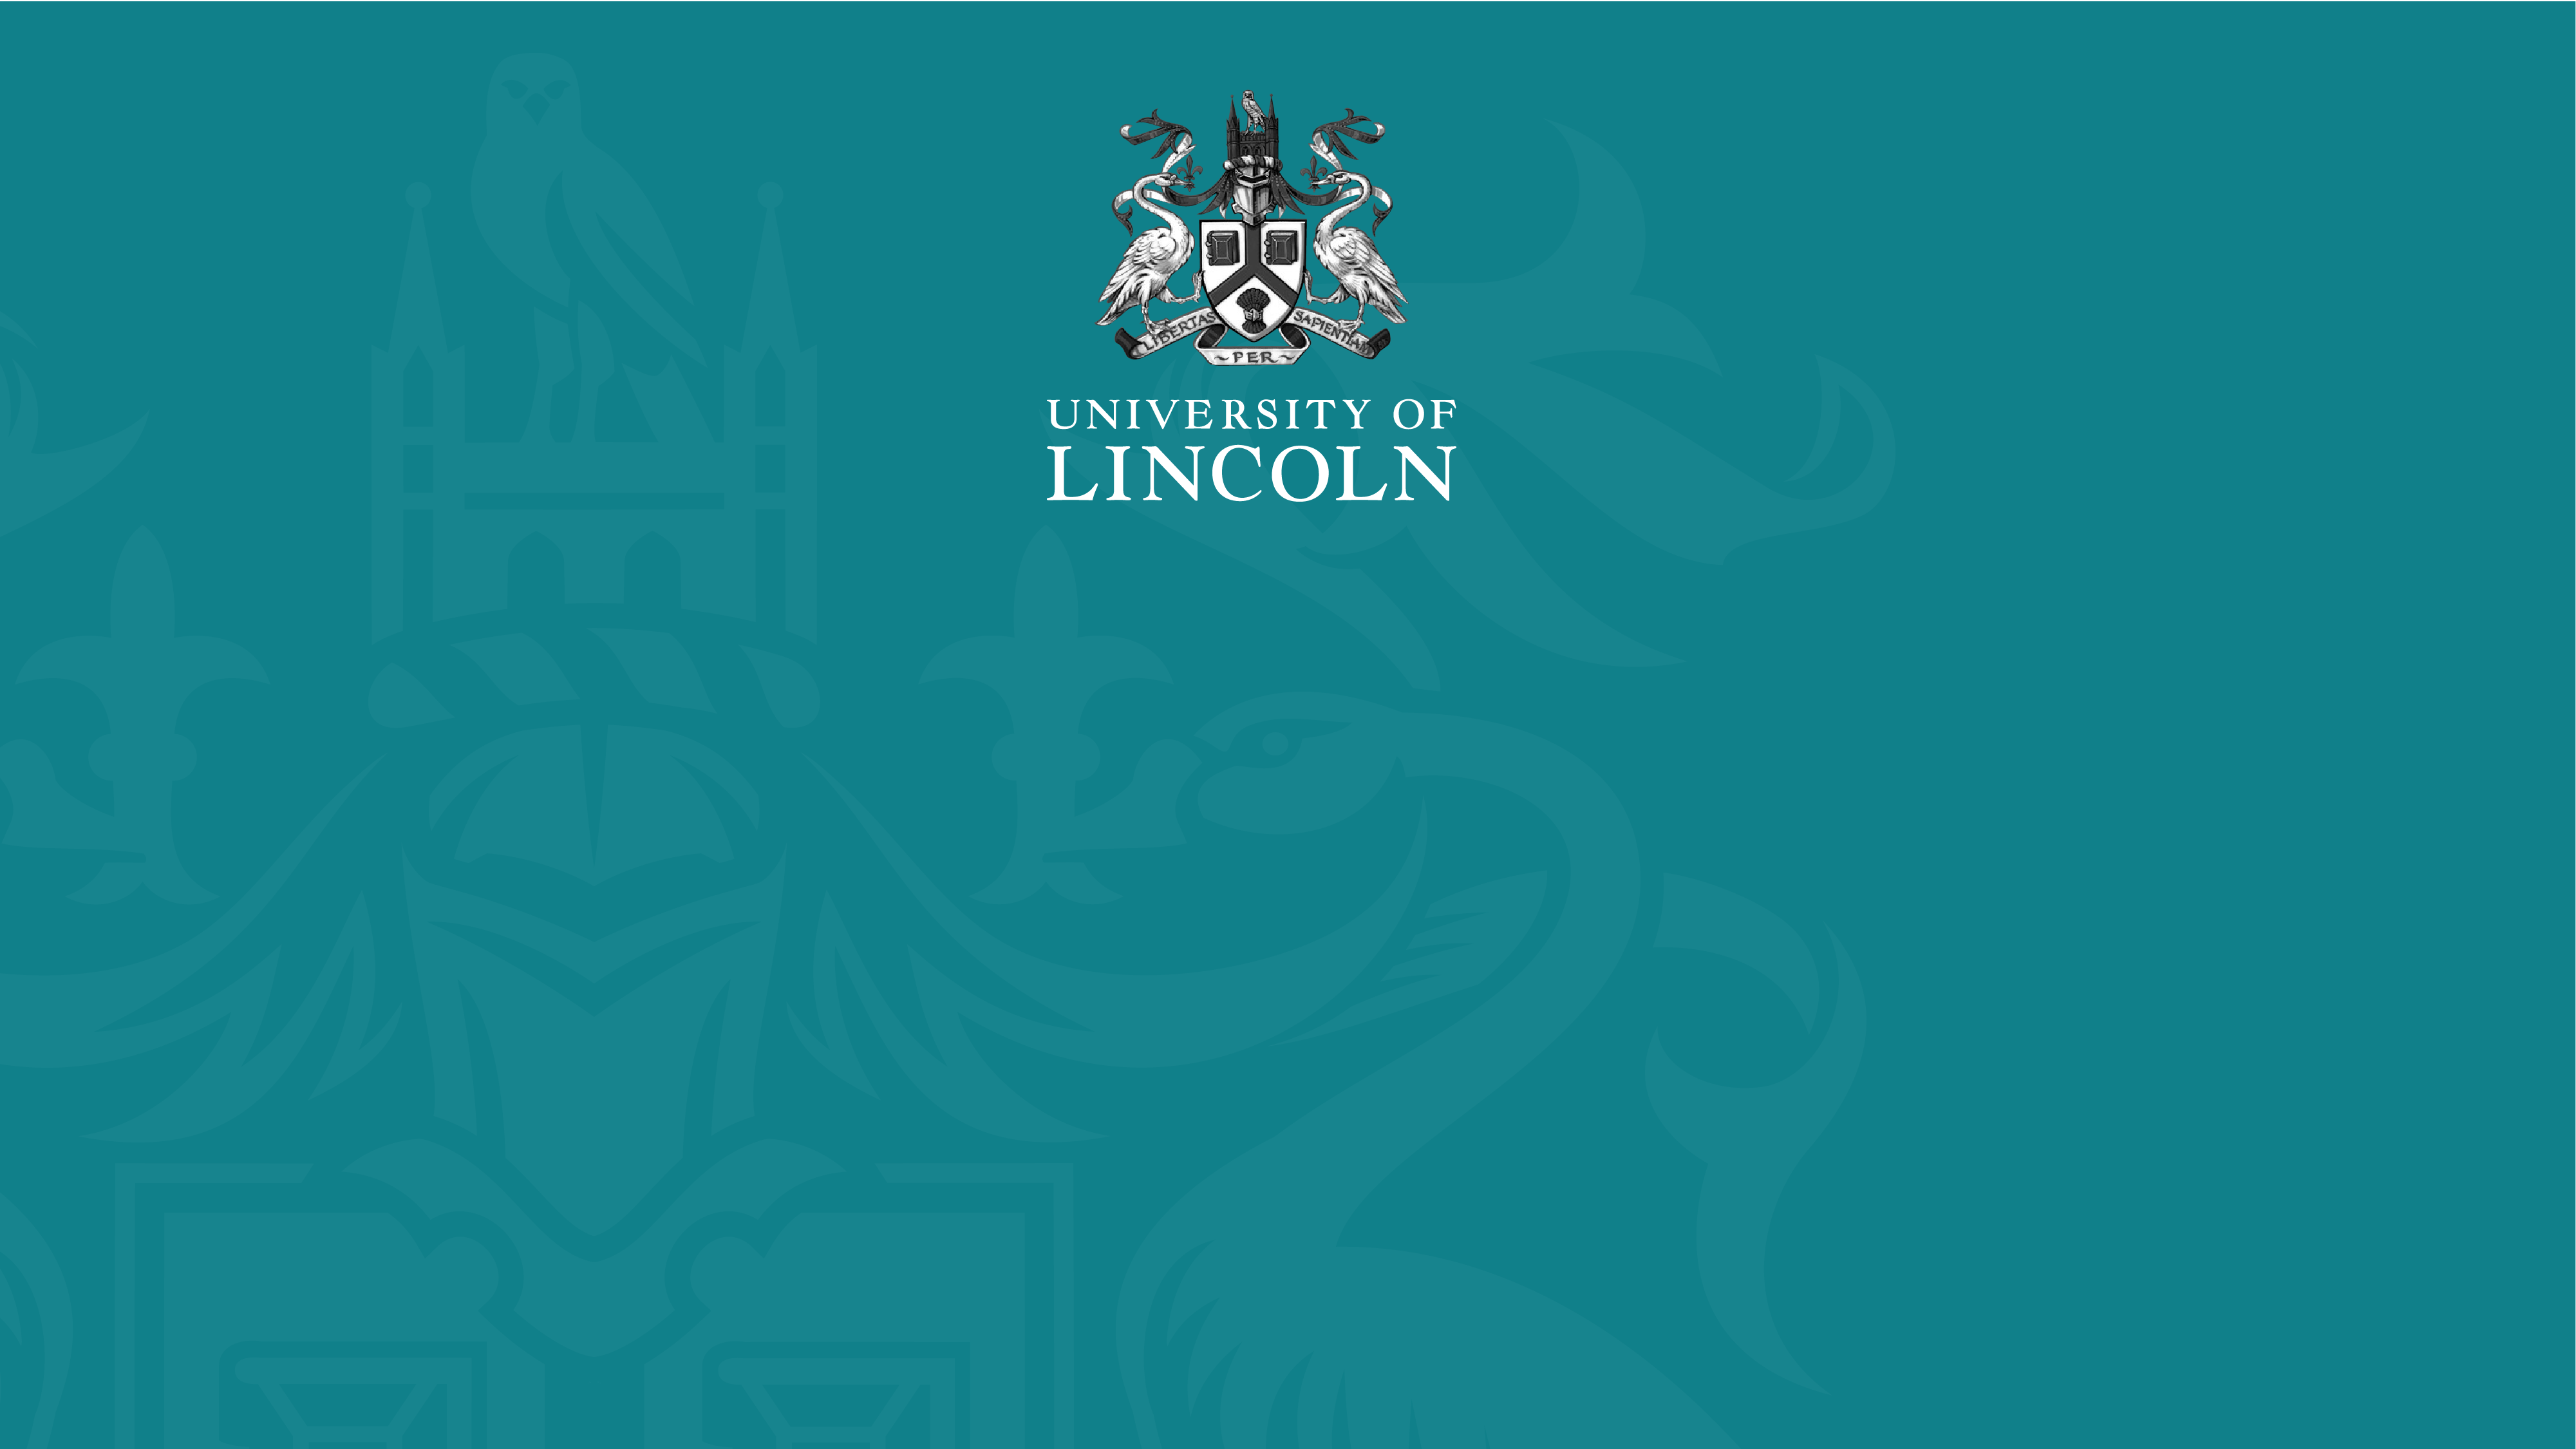 LIBERTAS
SAPIENTIAM
PER
UNIVERSITY OF
LINCOLN